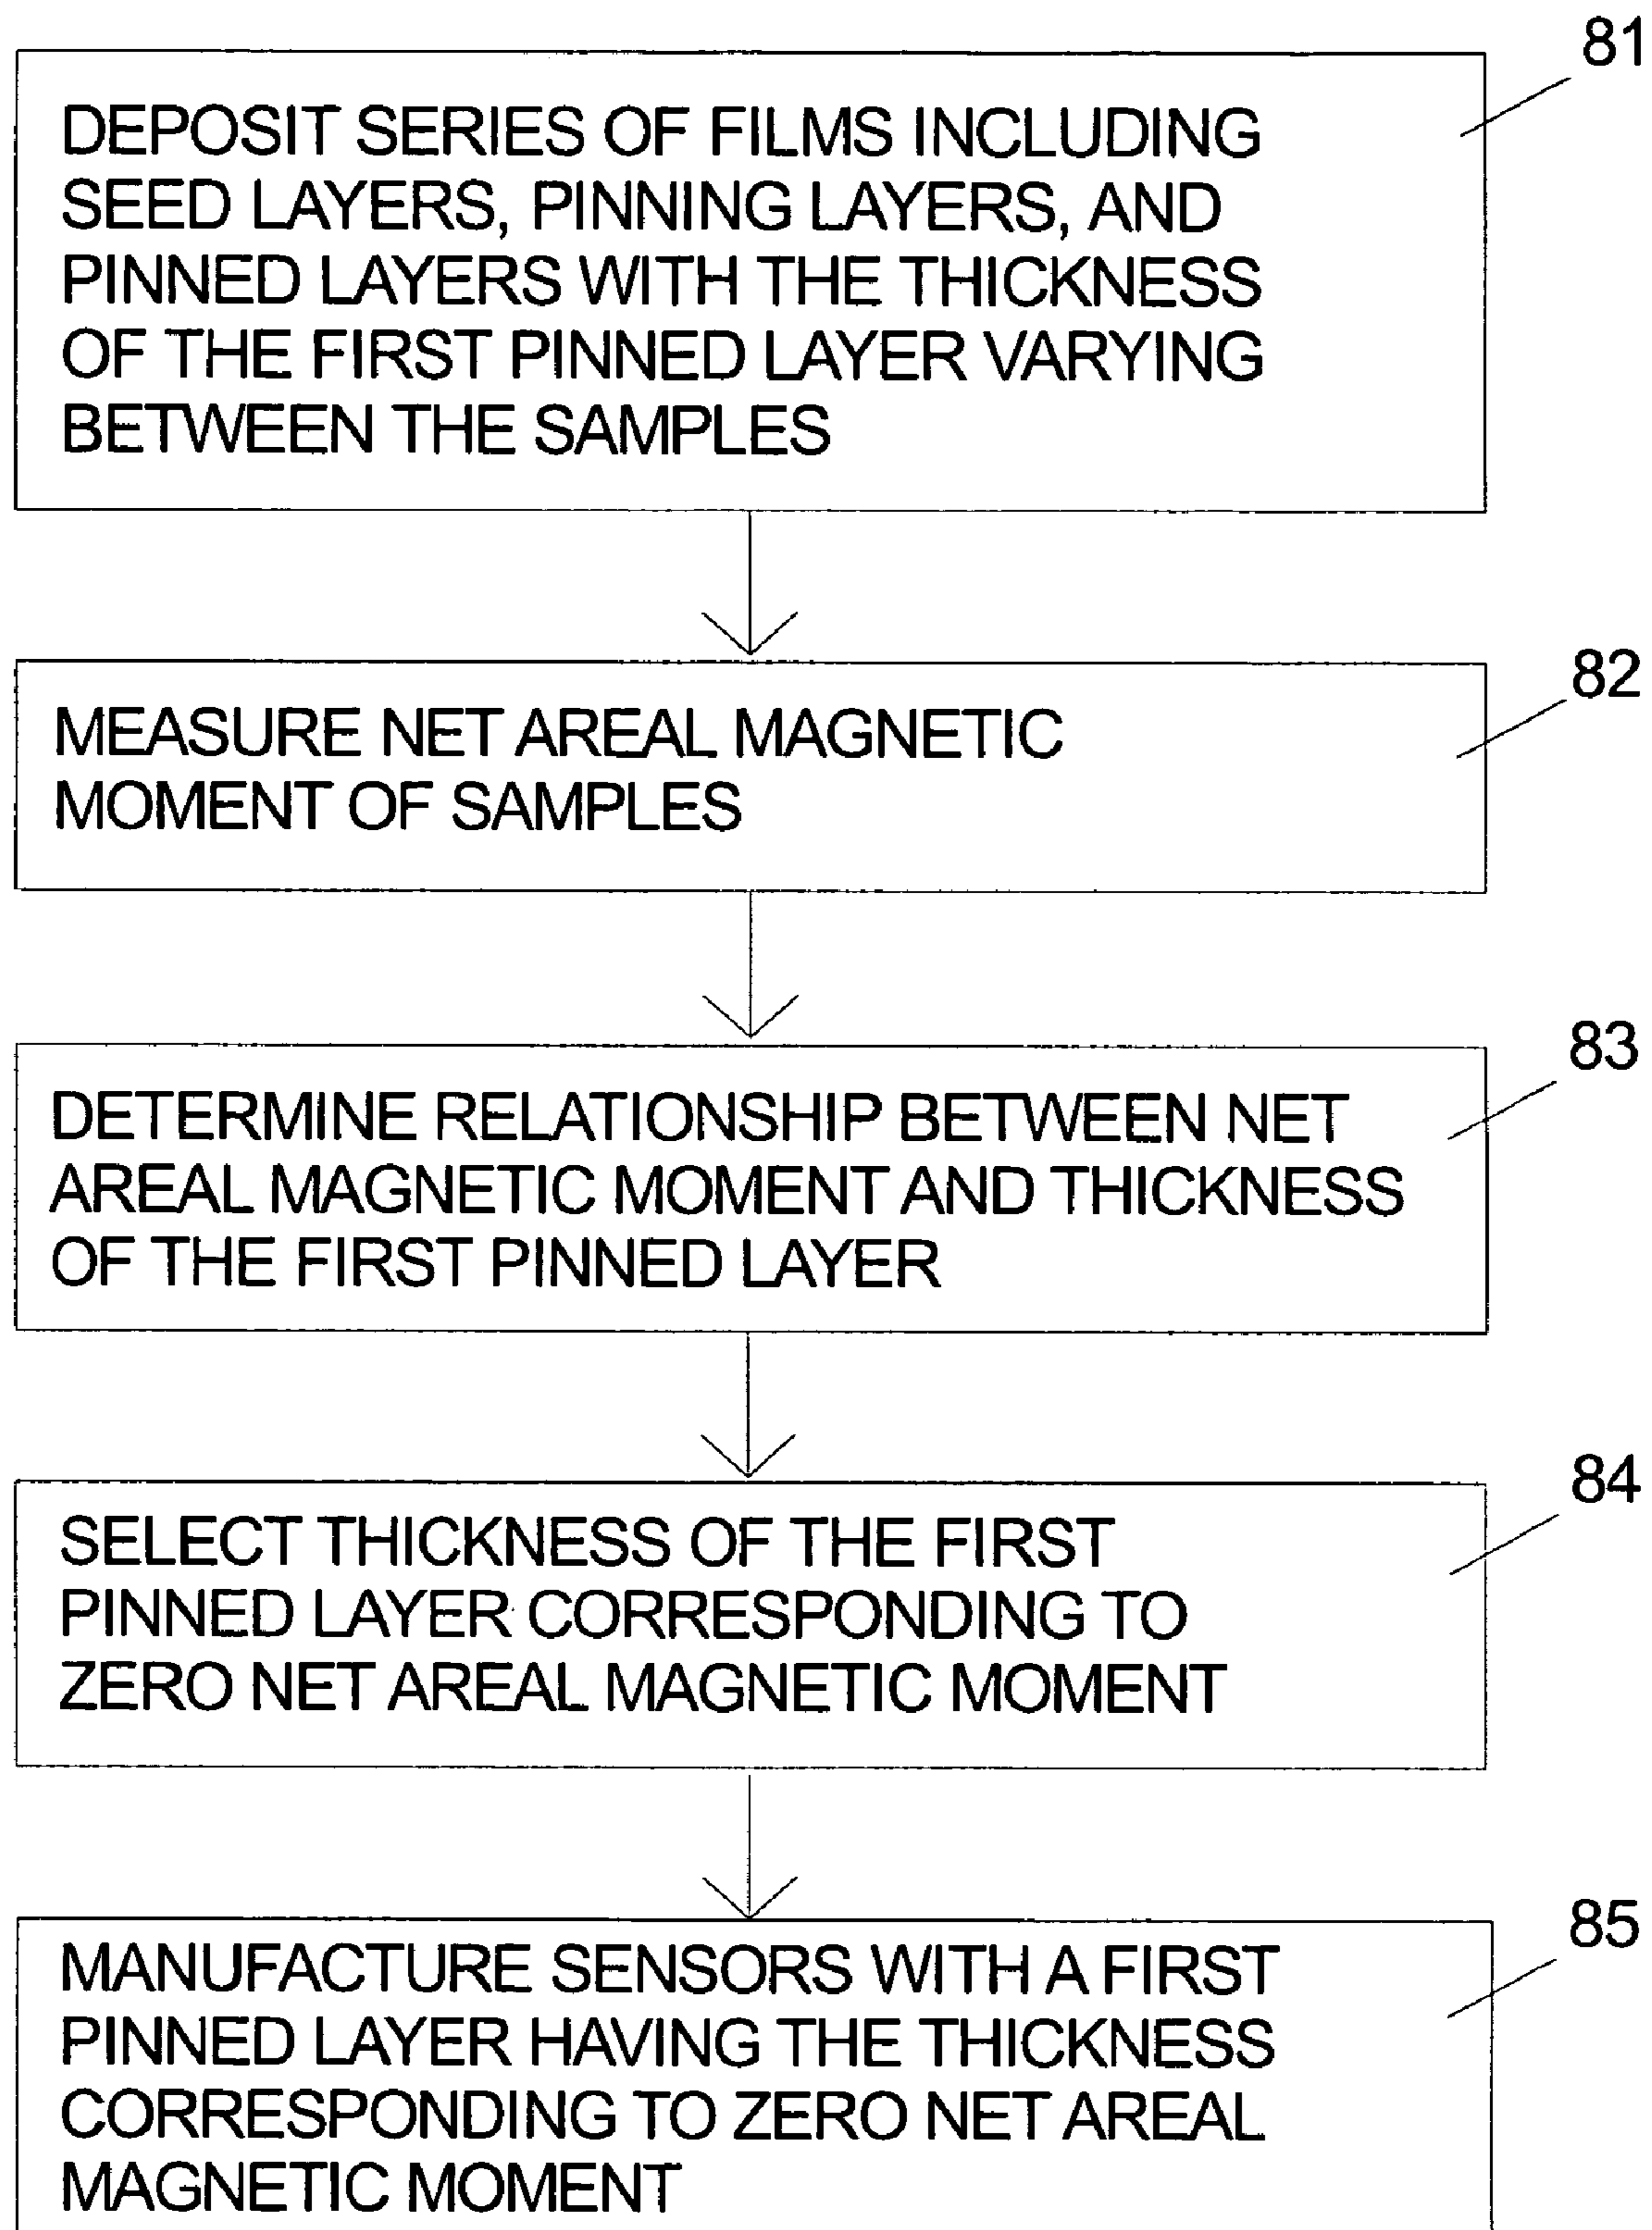 81
DEPOSIT SERIES OF FILMS INCLUDING
SEED LAYERS, PINNING LAYERS, AND
PINNED LAYERS WITH THE THICKNESS
OF THE FIRST PINNED LAYER VARYING
BETWEEN THE SAMPLES
82
MEASURE NET AREAL MAGNETIC
MOMENT OF SAMPLES
83
DETERMINE RELATIONSHIP BETWEEN NET
AREAL MAGNETIC MOMENT AND THICKNESS
OF THE FIRST PINNED LAYER
84
SELECT THICKNESS OF THE FIRST
PINNED LAYER CORRESPONDING TO
ZERO NET AREAL MAGNETIC MOMENT
85
MANUFACTURE SENSORS WITH A FIRST
PINNED LAYER HAVING THE THICKNESS
CORRESPONDING TO ZERO NET AREAL
MAGNETIC MOMENT